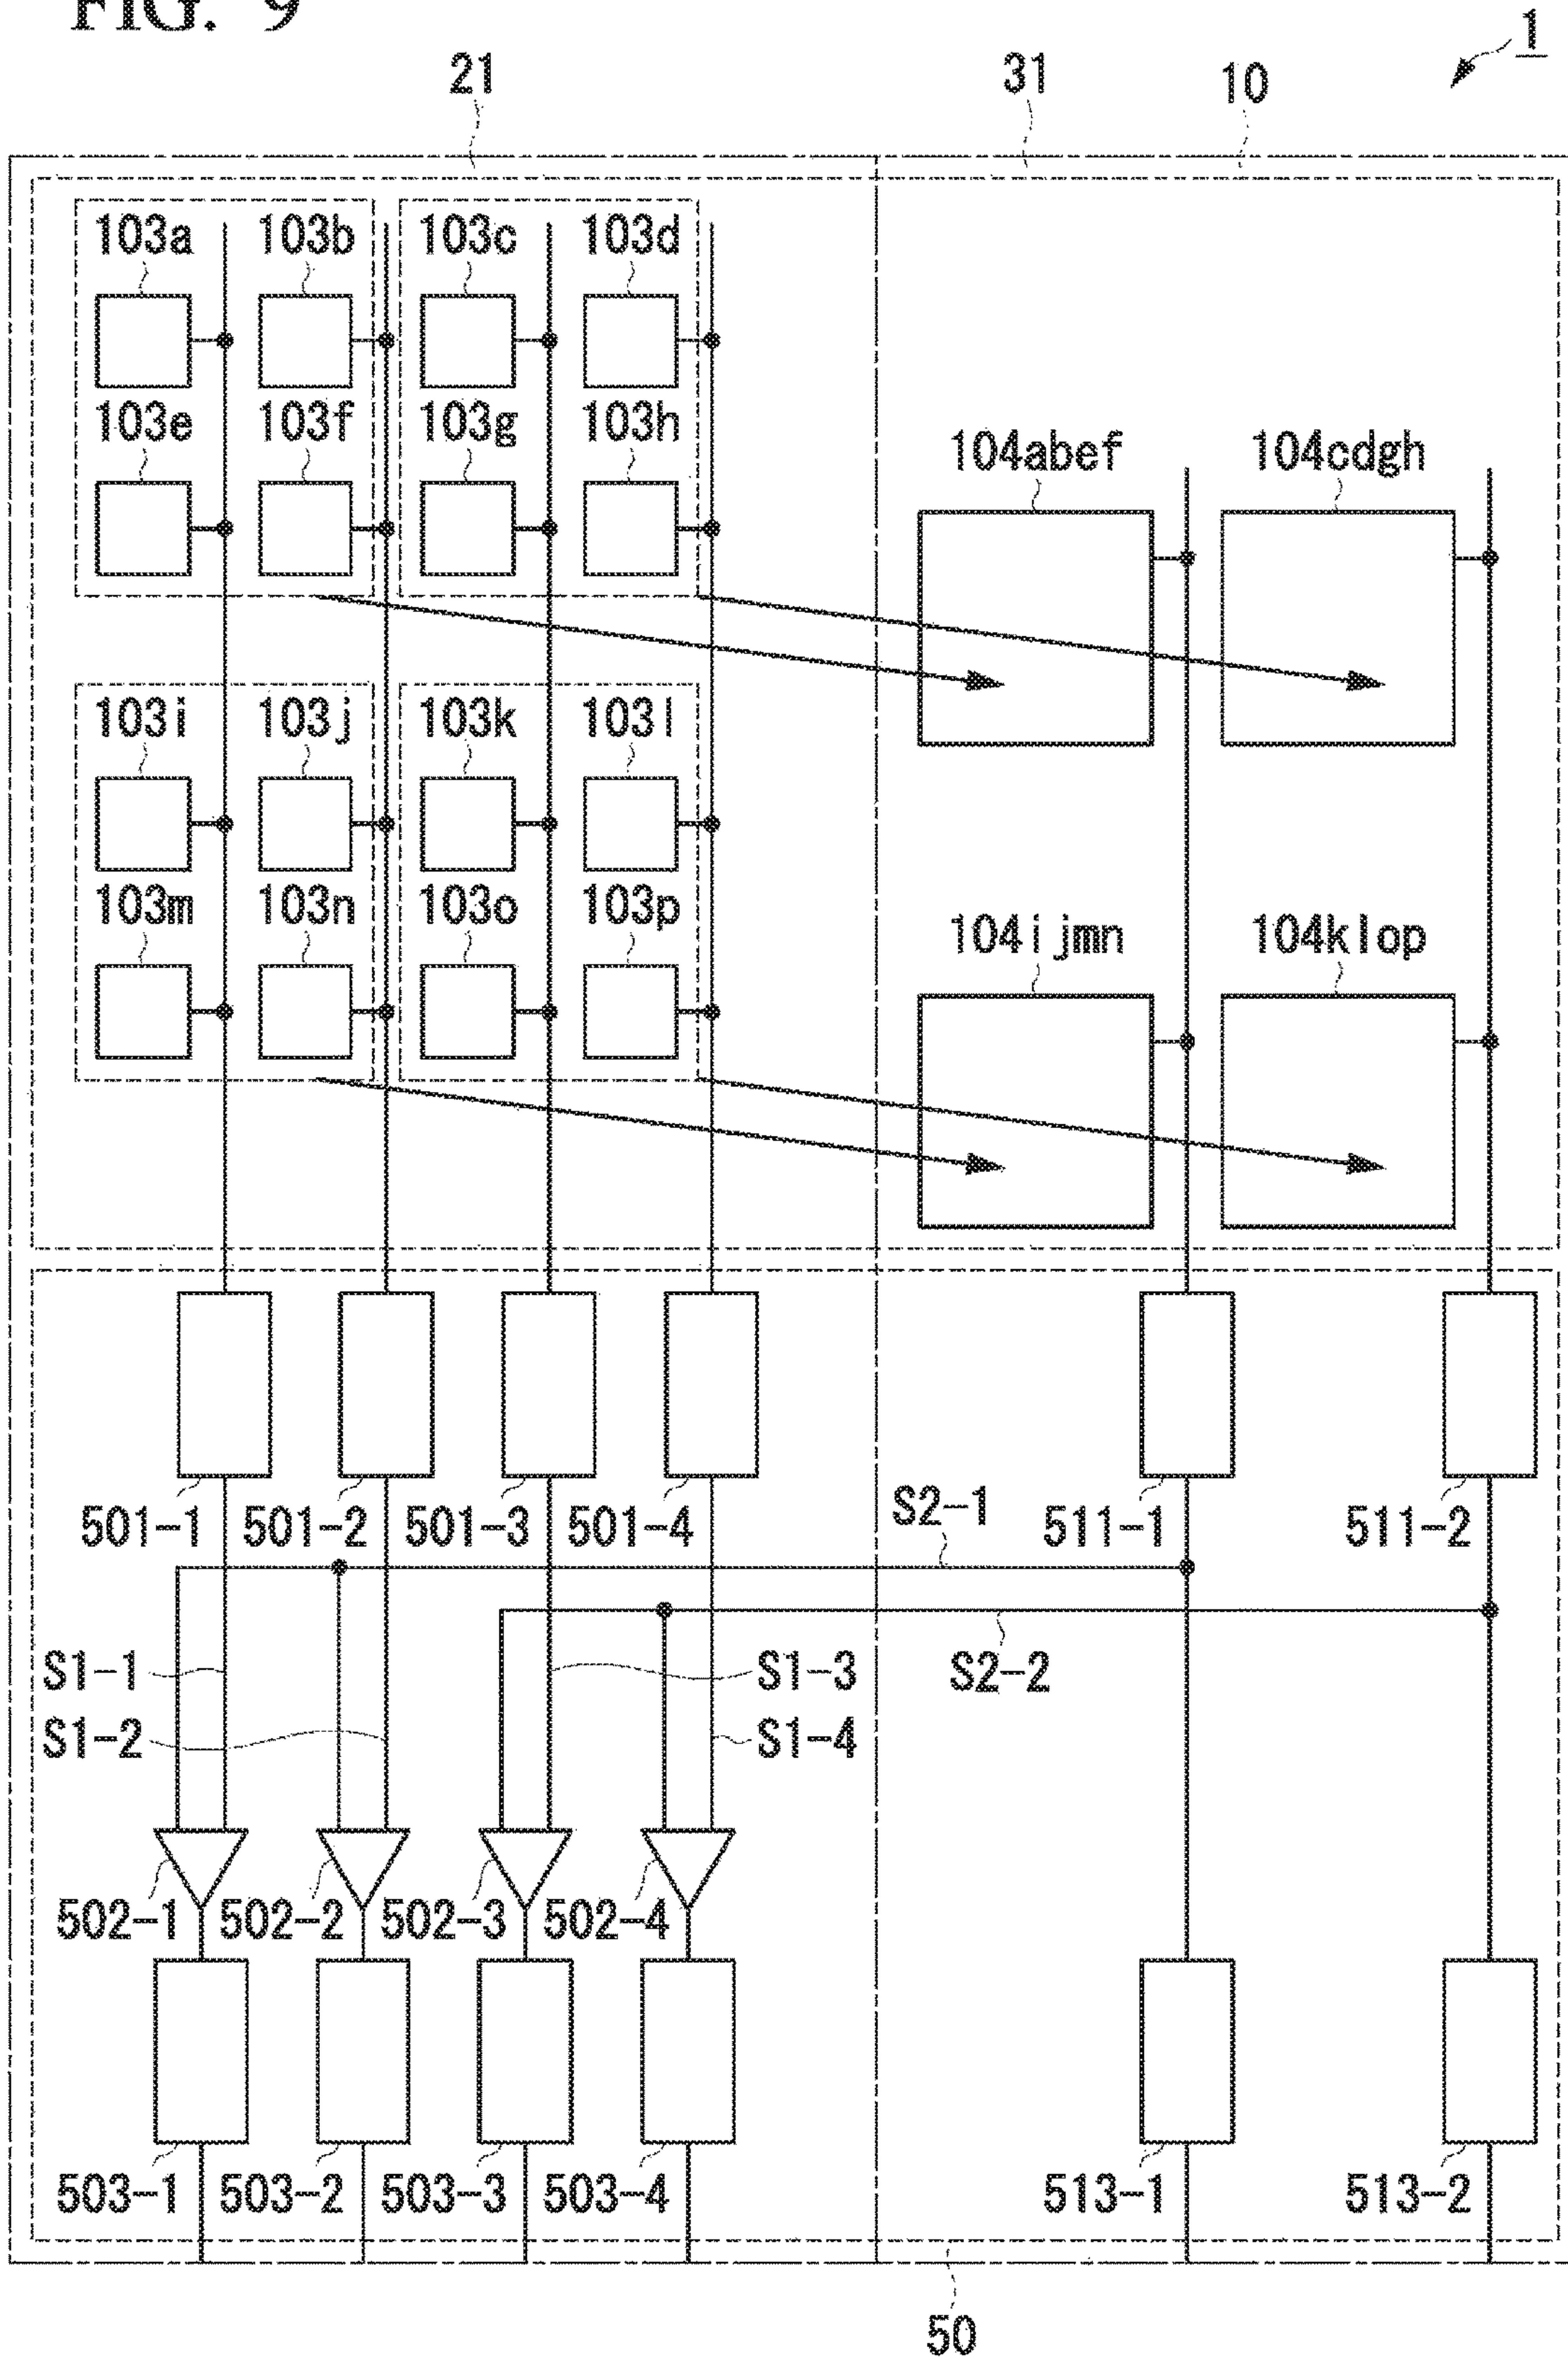 FIG. 9
1
21 31 10
103a 103b 103c 103d
103e 103f 103g 103h
104abef 104cdgh
103i 103j 103k 103l
103m 103n 103o 103p
104ijmn 104klop
501-1 501-2 501-3 501-4 S2-1 511-1 511-2
S1-1 S1-3 S2-2
S1-2 S1-4
502-1 502-2 502-3 502-4
503-1 503-2 503-3 503-4 513-1 513-2
50